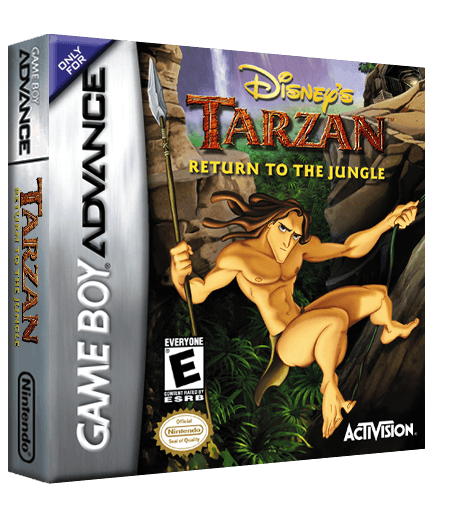 GAME BOY
ADVANCE
TARZAN
RETURN TO THE JUNGLE
Nintendo®
ONLY
FOR
GAME BOY ADVANCE
DISNEY'S
TARZAN
RETURN TO THE JUNGLE
EVERYONE
E
CONTENT RATED BY
ESRB
Official
Nintendo
Seal of Quality
ACTIVISION